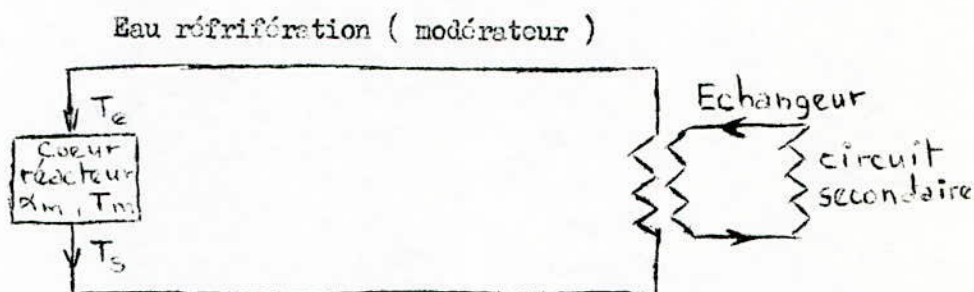 Eau réfrifération ( modérateur )
Te
Coeur
réacteur
αm, Tm
Ts
Echangeur
circuit
secondaire